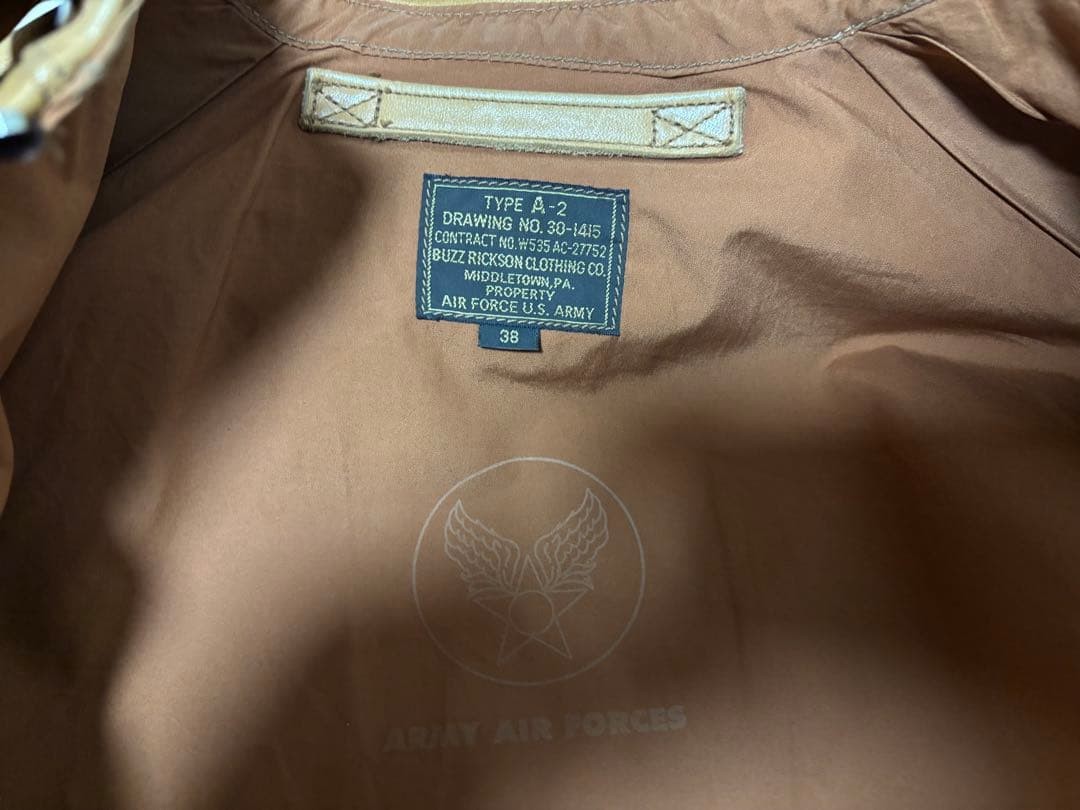 TYPE A-2
DRAWING NO. 30-1415
CONTRACT NO. W535 AC-27752
BUZZ RICKSON CLOTHING CO.
MIDDLETOWN, PA.
PROPERTY
AIR FORCE U.S. ARMY
38
ARMY AIR FORCES